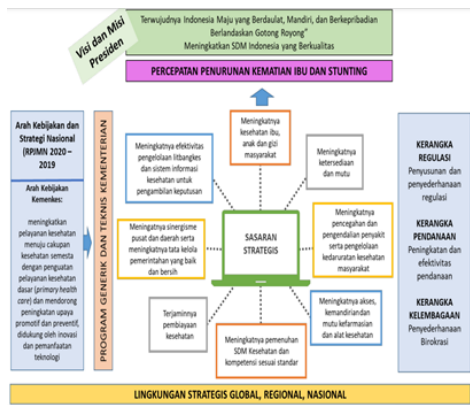 Visi dan Misi
Presiden
Terwujudnya Indonesia Maju yang Berdaulat, Mandiri, dan Berkepribadian
Berlandaskan Gotong Royong"
Meningkatkan SDM Indonesia yang Berkualitas
PERCEPATAN PENURUNAN KEMATIAN IBU DAN STUNTING
Arah Kebijakan dan
Strategi Nasional
(RPJMN 2020 –
2019
Arah Kebijakan
Kemenkes:
meningkatkan
pelayanan kesehatan
menuju cakupan
kesehatan semesta
dengan penguatan
pelayanan kesehatan
dasar (primary health
care) dan mendorong
peningkatan upaya
promotif dan preventif,
didukung oleh inovasi
dan pemanfaatan
teknologi
PROGRAM GENERIK DAN TEKNIS KEMENTERIAN
Meningkatnya
kesehatan ibu,
anak dan gizi
masyarakat
Meningkatnya efektivitas
pengelolaan litbangkes
dan sistem informasi
kesehatan untuk
pengambilan keputusan
Meningkatnya
ketersediaan
dan mutu
Meningatnya sinergisme
pusat dan daerah serta
meningkatnya tata kelola
pemerintahan yang baik
dan bersih
SASARAN
STRATEGIS
Meningkatnya
pencegahan dan
pengendalian penyakit
serta pengelolaan
kedaruratan kesehatan
masyarakat
Terjaminnya
pembiayaan
kesehatan
Meningkatnya pemenuhan
SDM Kesehatan dan
kompetensi sesuai standar
Meningkatnya akses,
kemandirian dan
mutu kefarmasian
dan alat kesehatan
KERANGKA
REGULASI
Penyusunan dan
penyederhanaan
regulasi
KERANGKA
PENDANAAN
Peningkatan dan
efektivitas
pendanaan
KERANGKA
KELEMBAGAAN
Penyederhanaan
Birokrasi
LINGKUNGAN STRATEGIS GLOBAL, REGIONAL, NASIONAL